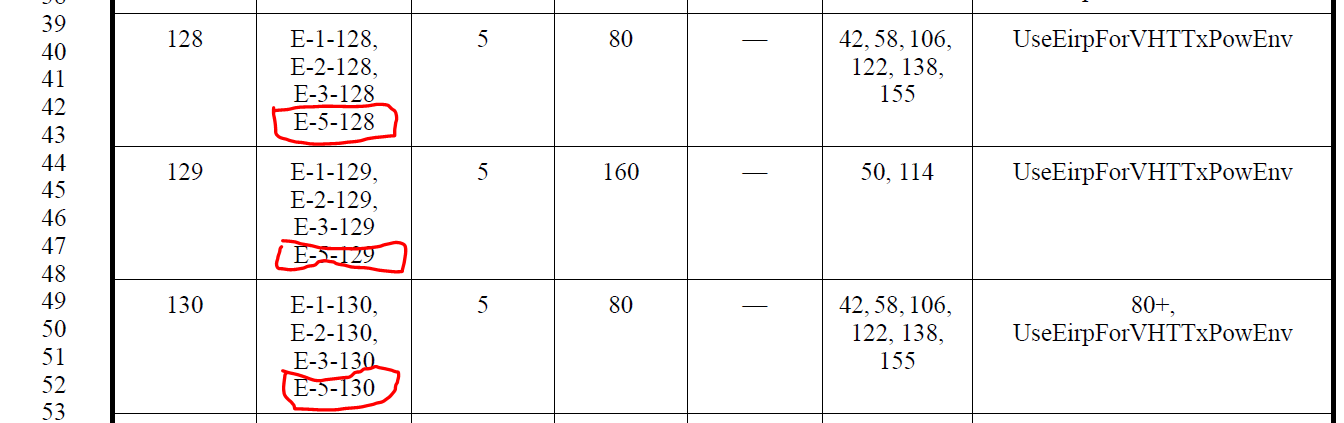 39
40
41
42
43
128
E-1-128,
E-2-128,
E-3-128
E-5-128
5
80
—
42, 58, 106,
122, 138,
155
UseEirpForVHTTxPowEnv
44
45
46
47
48
129
E-1-129,
E-2-129,
E-3-129
E-5-129
5
160
—
50, 114
UseEirpForVHTTxPowEnv
49
50
51
52
53
130
E-1-130,
E-2-130,
E-3-130
E-5-130
5
80
—
42, 58, 106,
122, 138,
155
80+,
UseEirpForVHTTxPowEnv